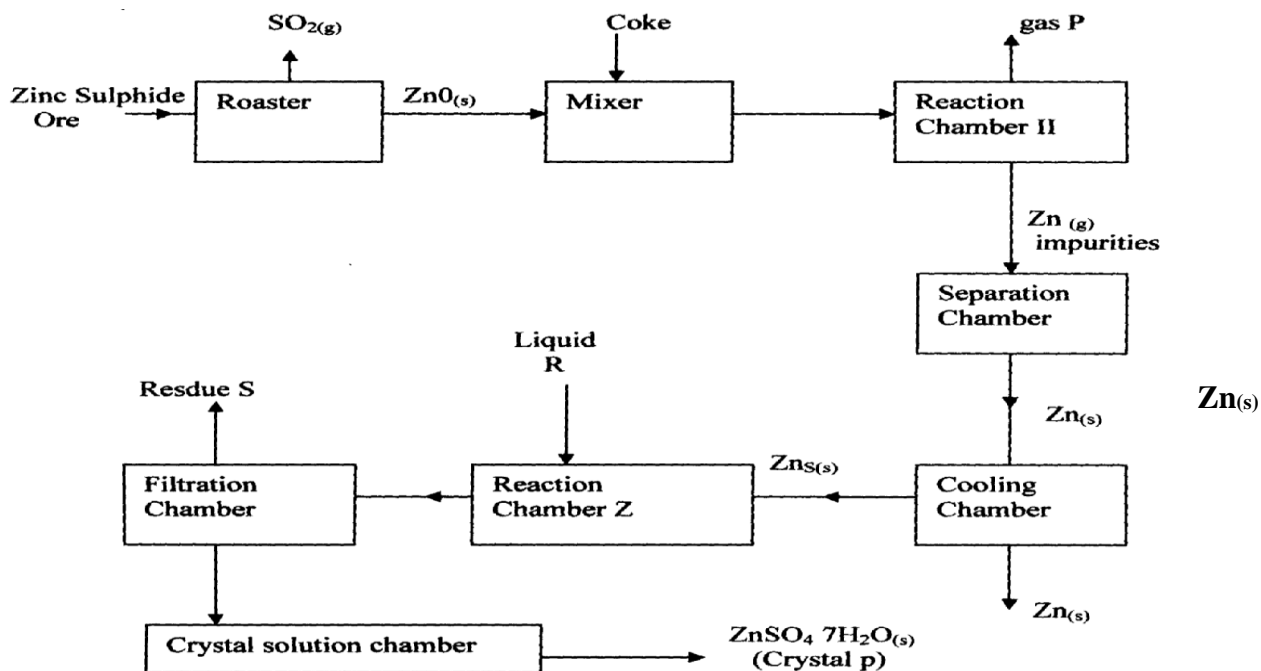 SO2(g)
Coke
gas P
Zinc Sulphide
Ore
Roaster
Zn0(s)
Mixer
Reaction
Chamber II
Zn (g)
impurities
Separation
Chamber
Liquid
R
Resdue S
Zn(s)
Zn(s)
Filtration
Chamber
Reaction
Chamber Z
ZnS(s)
Cooling
Chamber
Zn(s)
Crystal solution chamber
ZnSO4 7H2O(s)
(Crystal p)